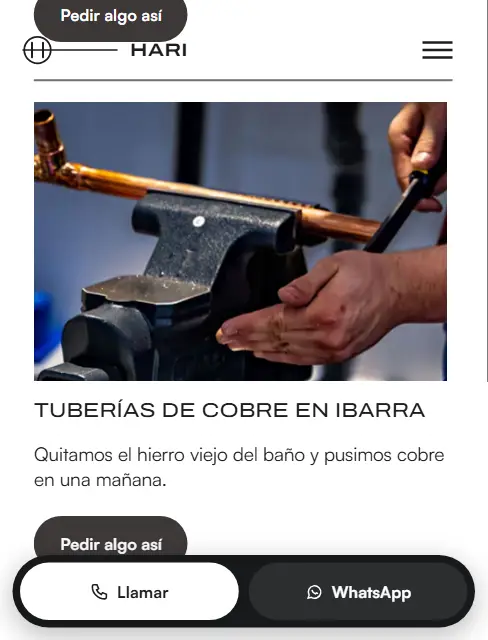 Pedir algo así
HARI
TUBERÍAS DE COBRE EN IBARRA
Quitamos el hierro viejo del baño y pusimos cobre
en una mañana.
Pedir algo así
Llamar
WhatsApp